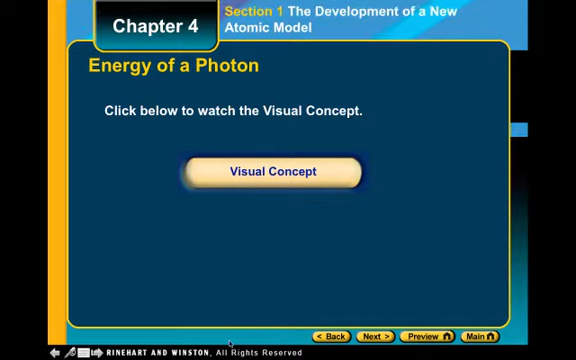 Chapter 4
Section 1 The Development of a New
Atomic Model
Energy of a Photon
Click below to watch the Visual Concept.
Visual Concept
< Back
Next >
Preview
Main
RINEHART AND WINSTON, All Rights Reserved